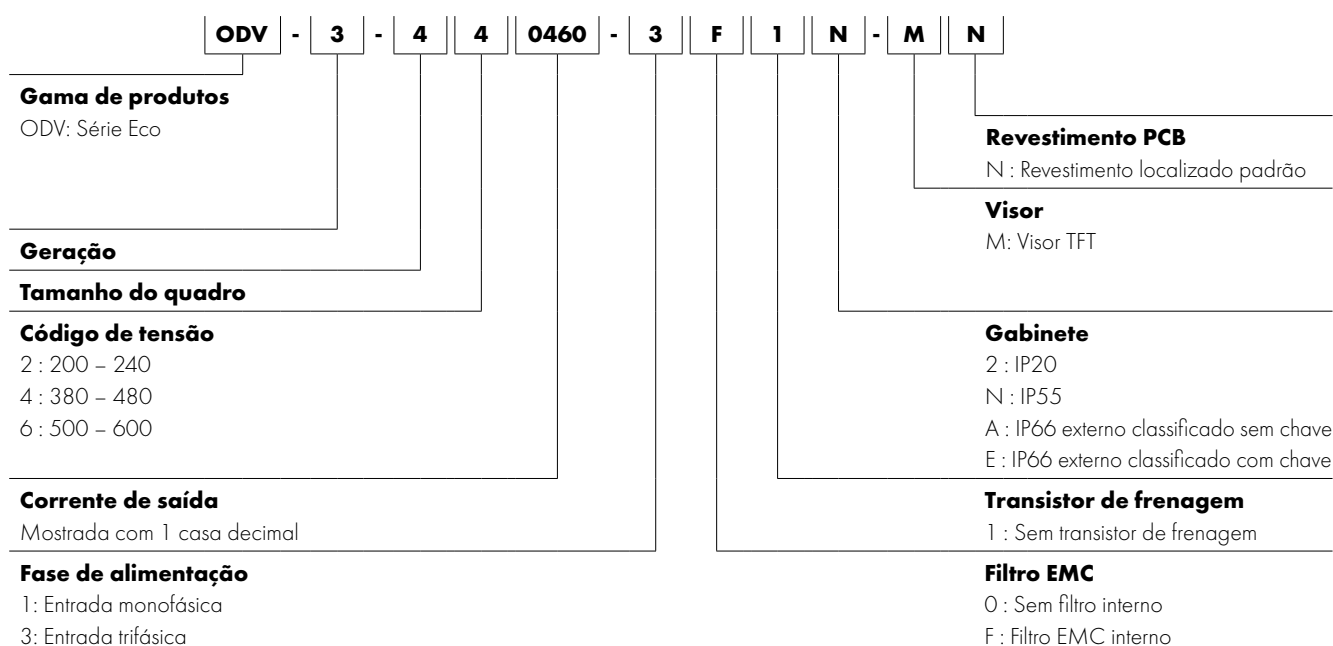 ODV - 3 - 4 4 0460 - 3 F 1 N - M N
Gama de produtos
ODV: Série Eco
Geração
Tamanho do quadro
Código de tensão
2 : 200 – 240
4 : 380 – 480
6 : 500 – 600
Corrente de saída
Mostrada com 1 casa decimal
Fase de alimentação
1: Entrada monofásica
3: Entrada trifásica
Revestimento PCB
N : Revestimento localizado padrão
Visor
M: Visor TFT
Gabinete
2 : IP20
N : IP55
A : IP66 externo classificado sem chave
E : IP66 externo classificado com chave
Transistor de frenagem
1 : Sem transistor de frenagem
Filtro EMC
0 : Sem filtro interno
F : Filtro EMC interno